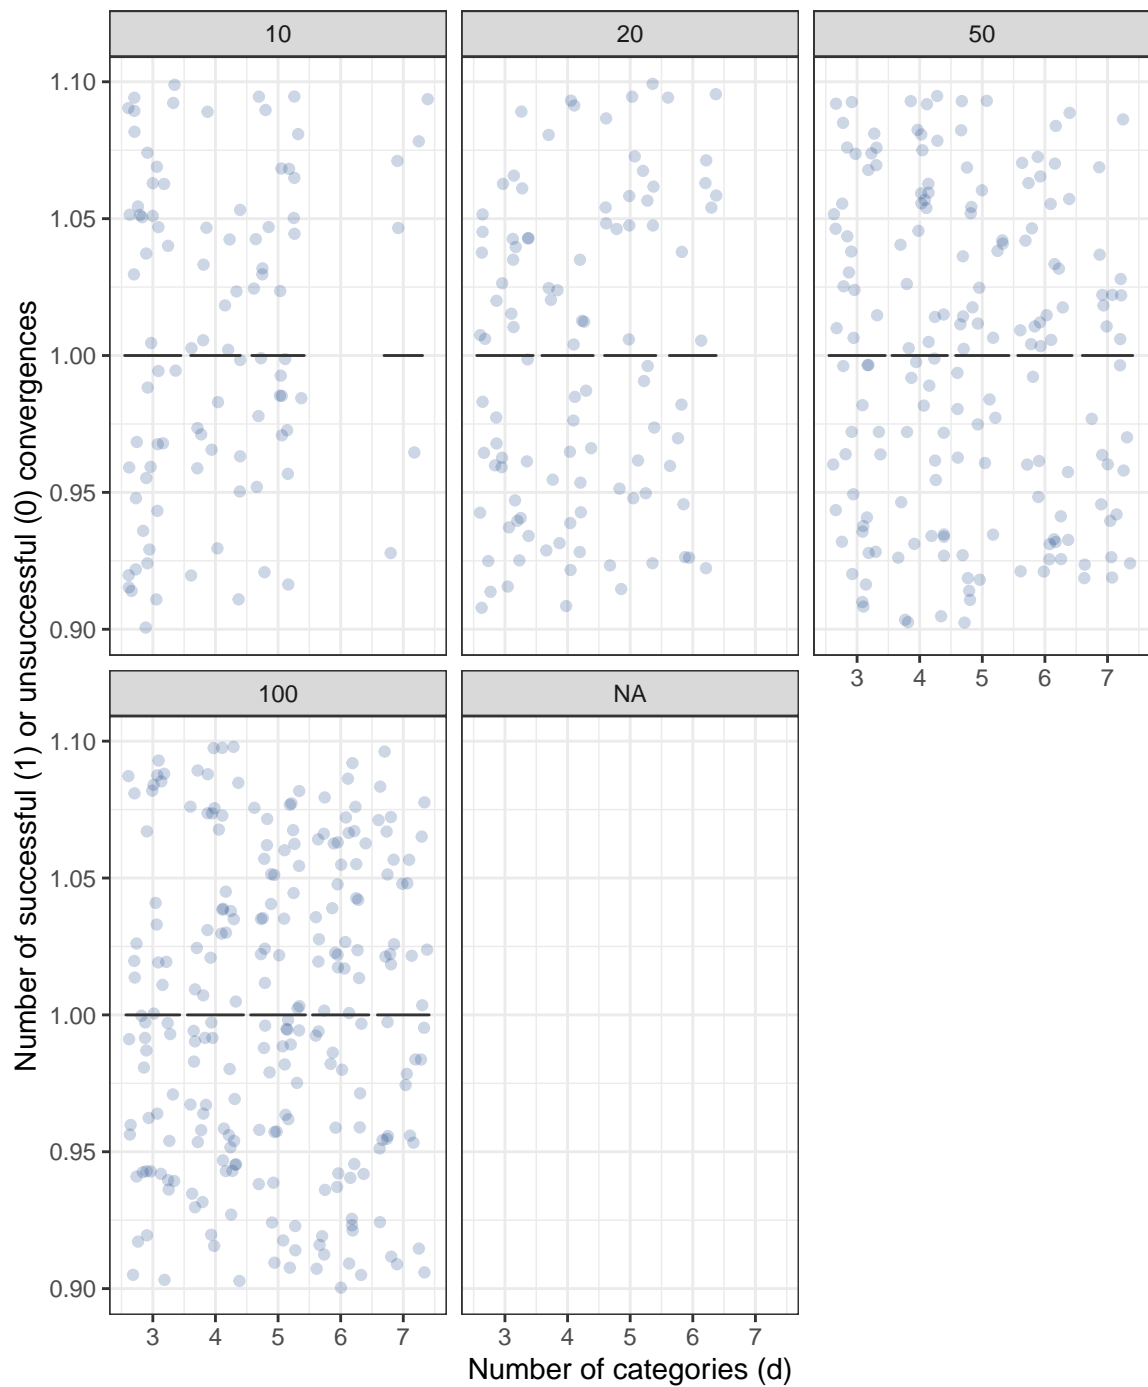 10
20
50
1.10
1.05
1.00
0.95
0.90
3 4 5 6 7
100
NA
1.10
1.05
1.00
0.95
0.90
3 4 5 6 7
3 4 5 6 7
Number of categories (d)
Number of successful (1) or unsuccessful (0) convergences